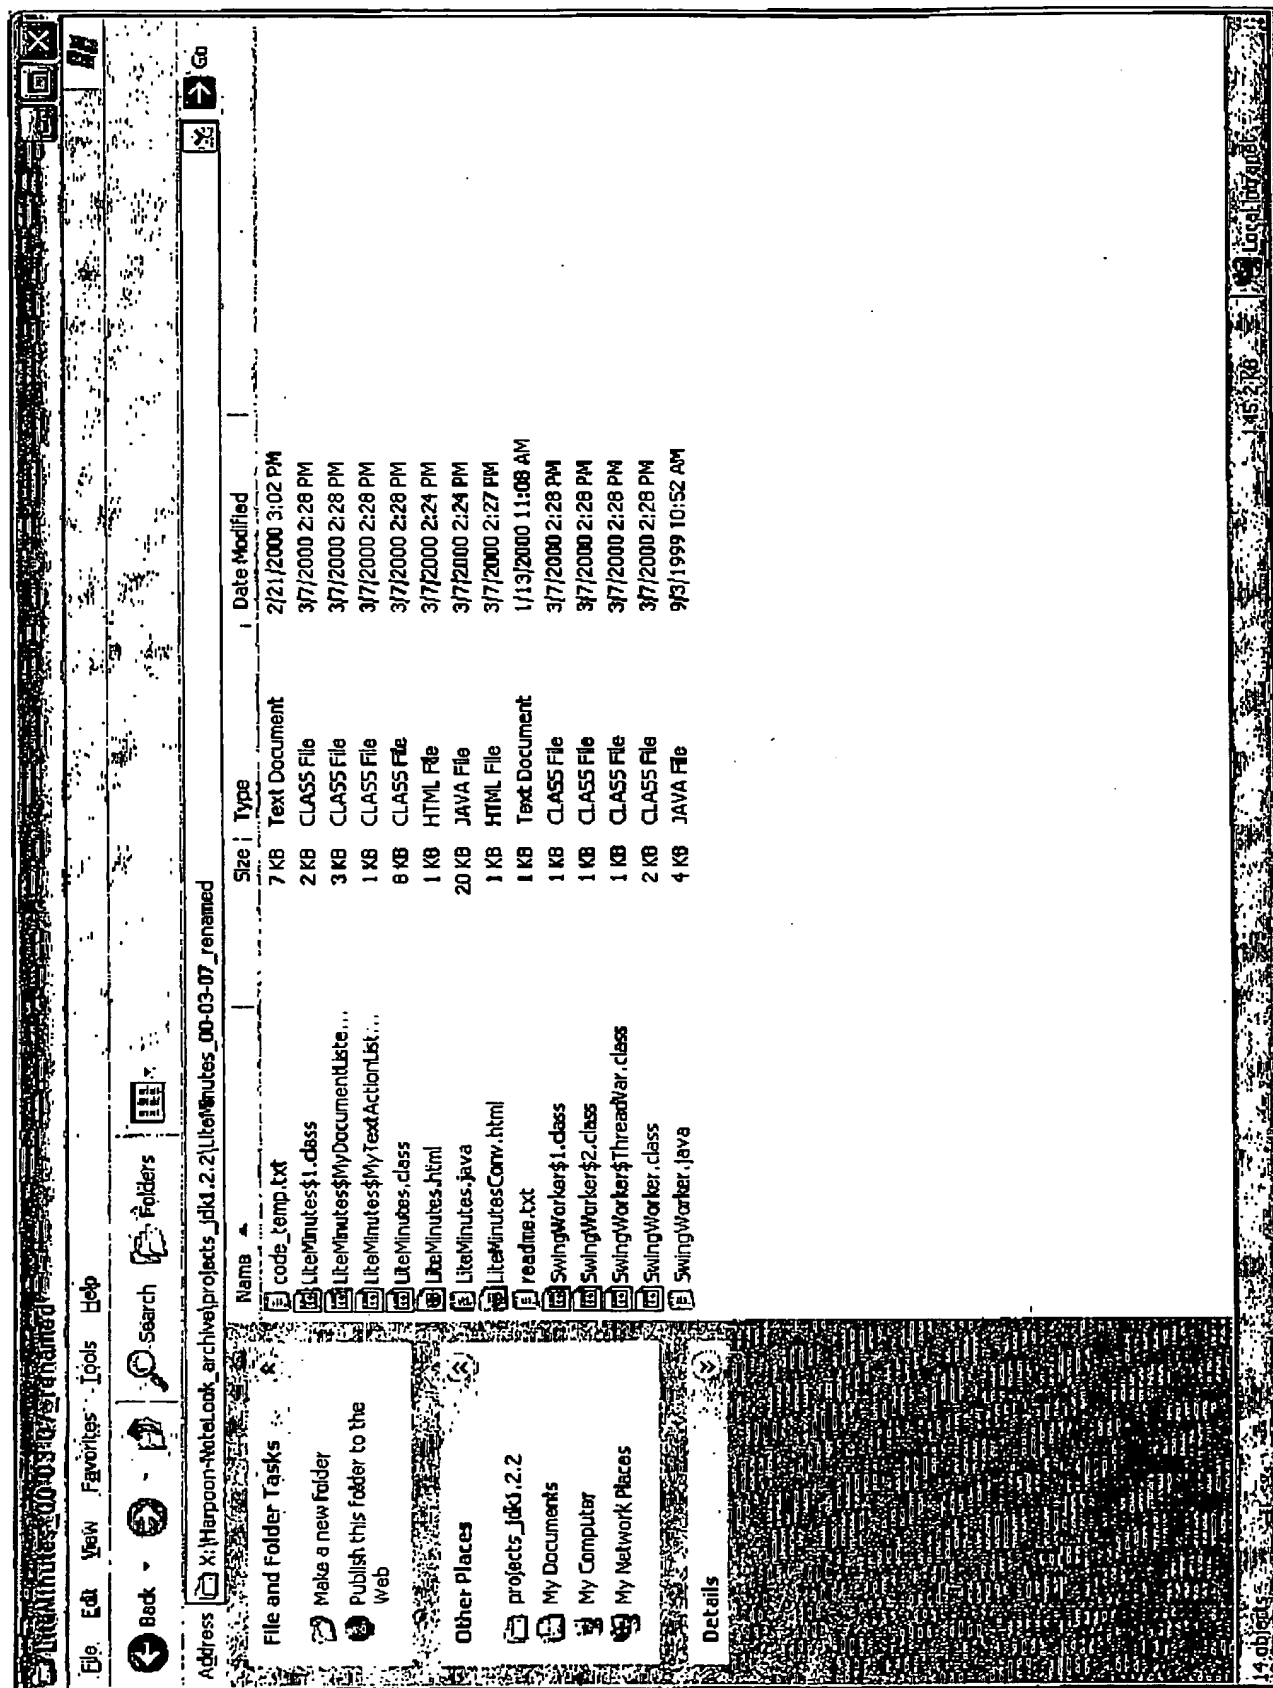 LiteMinutes_00-03-07_renamed
File Edit View Favorites Tools Help
Back Search Folders
Address X:\Harpoon-NoteLook_archive\projects_jdk1.2.2\LiteMinutes_00-03-07_renamed Go
File and Folder Tasks
Make a new folder
Publish this folder to the
Web
Other Places
projects_jdk1.2.2
My Documents
My Computer
My Network Places
Details
Name Size Type Date Modified
code_temp.txt 7 KB Text Document 2/21/2000 3:02 PM
LiteMinutes$1.class 2 KB CLASS File 3/7/2000 2:28 PM
LiteMinutes$MyDocumentListe... 3 KB CLASS File 3/7/2000 2:28 PM
LiteMinutes$MyTextActionList... 1 KB CLASS File 3/7/2000 2:28 PM
LiteMinutes.class 8 KB CLASS File 3/7/2000 2:28 PM
LiteMinutes.html 1 KB HTML File 3/7/2000 2:24 PM
LiteMinutes.java 20 KB JAVA File 3/7/2000 2:24 PM
LiteMinutesConv.html 1 KB HTML File 3/7/2000 2:27 PM
readme.txt 1 KB Text Document 1/13/2000 11:08 AM
SwingWorker$1.class 1 KB CLASS File 3/7/2000 2:28 PM
SwingWorker$2.class 1 KB CLASS File 3/7/2000 2:28 PM
SwingWorker$ThreadVar.class 1 KB CLASS File 3/7/2000 2:28 PM
SwingWorker.class 2 KB CLASS File 3/7/2000 2:28 PM
SwingWorker.java 4 KB JAVA File 9/3/1999 10:52 AM
14 objects 45.2 KB Local intranet